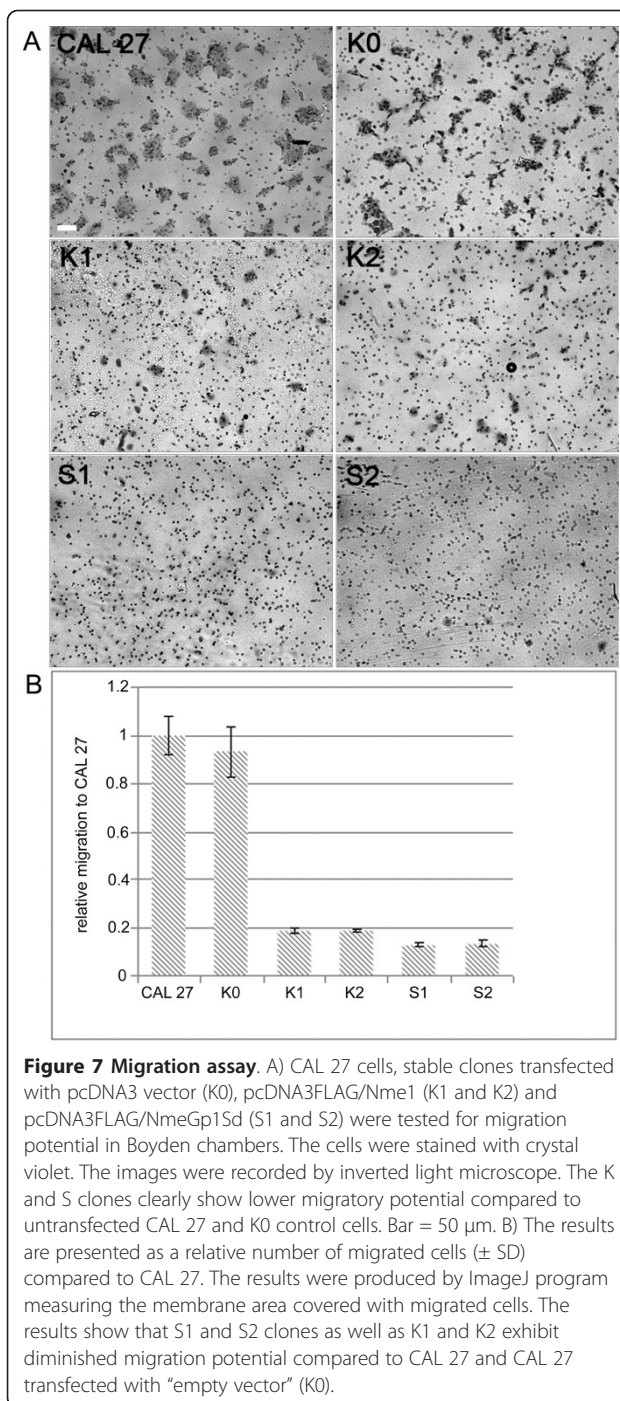 A
CAL 27
K0
K1
K2
S1
S2
B
1.2
1
0.8
0.6
0.4
0.2
0
relative migration to CAL 27
CAL 27 K0 K1 K2 S1 S2
Figure 7 Migration assay. A) CAL 27 cells, stable clones transfected
with pcDNA3 vector (K0), pcDNA3FLAG/Nme1 (K1 and K2) and
pcDNA3FLAG/NmeGp1Sd (S1 and S2) were tested for migration
potential in Boyden chambers. The cells were stained with crystal
violet. The images were recorded by inverted light microscope. The K
and S clones clearly show lower migratory potential compared to
untransfected CAL 27 and K0 control cells. Bar = 50 μm. B) The results
are presented as a relative number of migrated cells (± SD)
compared to CAL 27. The results were produced by ImageJ program
measuring the membrane area covered with migrated cells. The
results show that S1 and S2 clones as well as K1 and K2 exhibit
diminished migration potential compared to CAL 27 and CAL 27
transfected with “empty vector” (K0).